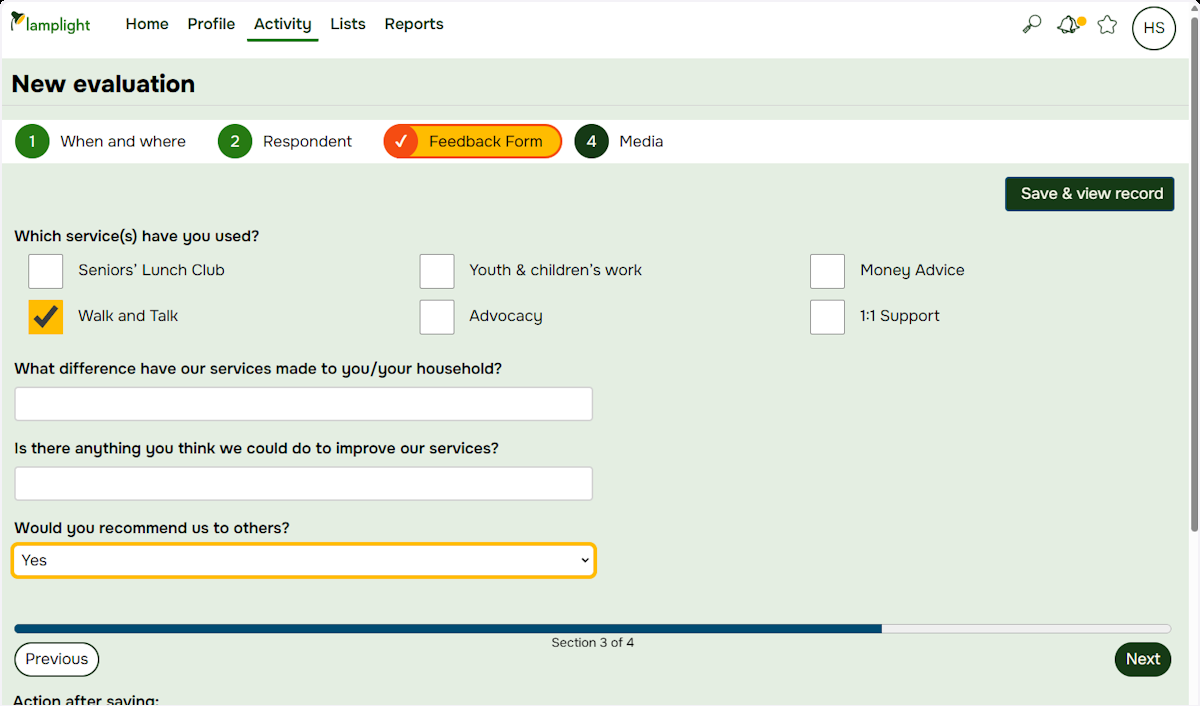 lamplight Home Profile Activity Lists Reports HS
New evaluation
1 When and where 2 Respondent Feedback Form 4 Media
Save & view record
Which service(s) have you used?
Seniors’ Lunch Club Youth & children’s work Money Advice
Walk and Talk Advocacy 1:1 Support
What difference have our services made to you/your household?
Is there anything you think we could do to improve our services?
Would you recommend us to others?
Yes
Section 3 of 4
Previous Next
Action after saving: